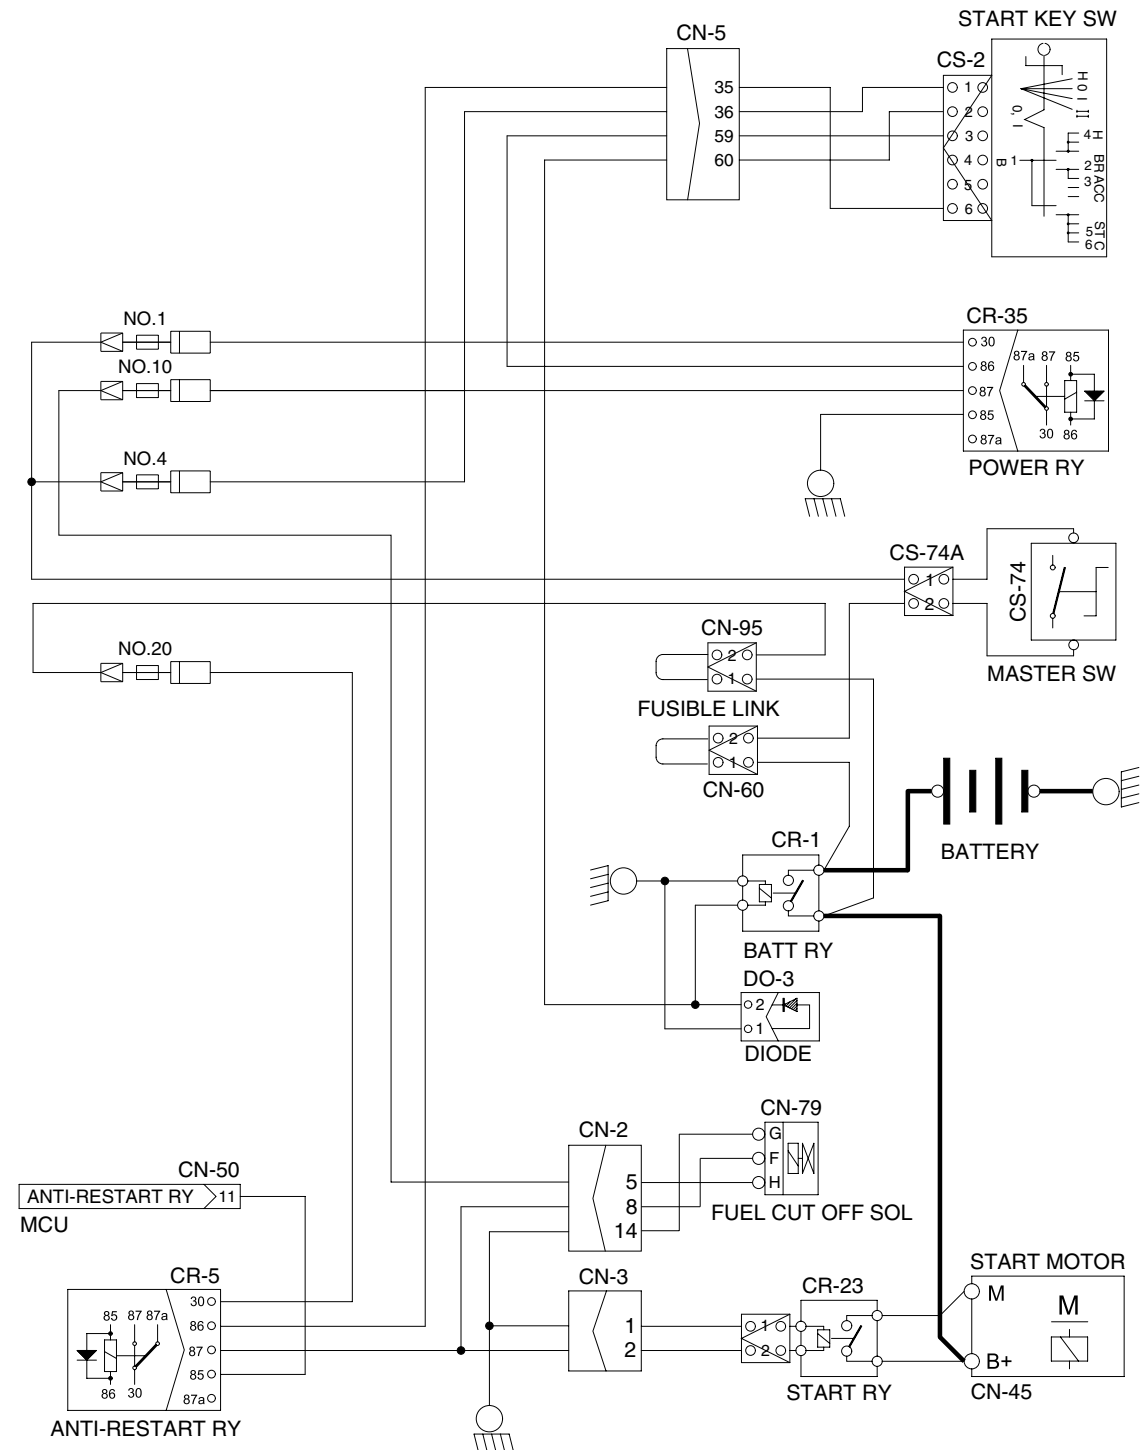 START KEY SW
CN-5
CS-2
35
36
59
60
1
2
3
4
5
6
H
0
I
II
0, I
B 1
4 H
BR
2
ACC
3
ST
5
C
6
NO.1
NO.10
NO.4
CR-35
30
86
87
85
87a
87a 87 85
30 86
POWER RY
CS-74A
1
2
CS-74
MASTER SW
NO.20
CN-95
2
1
FUSIBLE LINK
2
1
CN-60
BATTERY
CR-1
BATT RY
DO-3
2
1
DIODE
CN-79
G
F
H
FUEL CUT OFF SOL
CN-2
5
8
14
CN-50
ANTI-RESTART RY 11
MCU
CR-5
30
86
87
85
87a
85 87 87a
86 30
ANTI-RESTART RY
CN-3
1
2
1
2
CR-23
START RY
START MOTOR
M
M
B+
CN-45